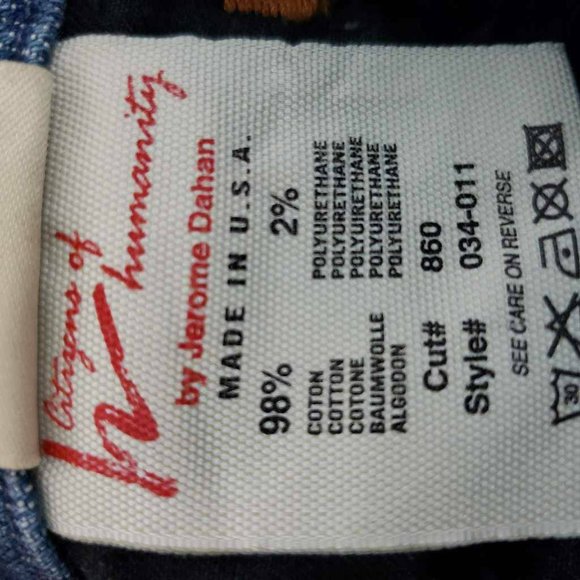 Citizens of
humanity
by Jerome Dahan
MADE IN U.S.A.
98% 2%
COTON POLYURETHANE
COTTON POLYURETHANE
COTONE POLYURETHANE
BAUMWOLLE POLYURETHANE
ALGODON POLYURETHANE
Cut# 860
Style# 034-011
SEE CARE ON REVERSE
30